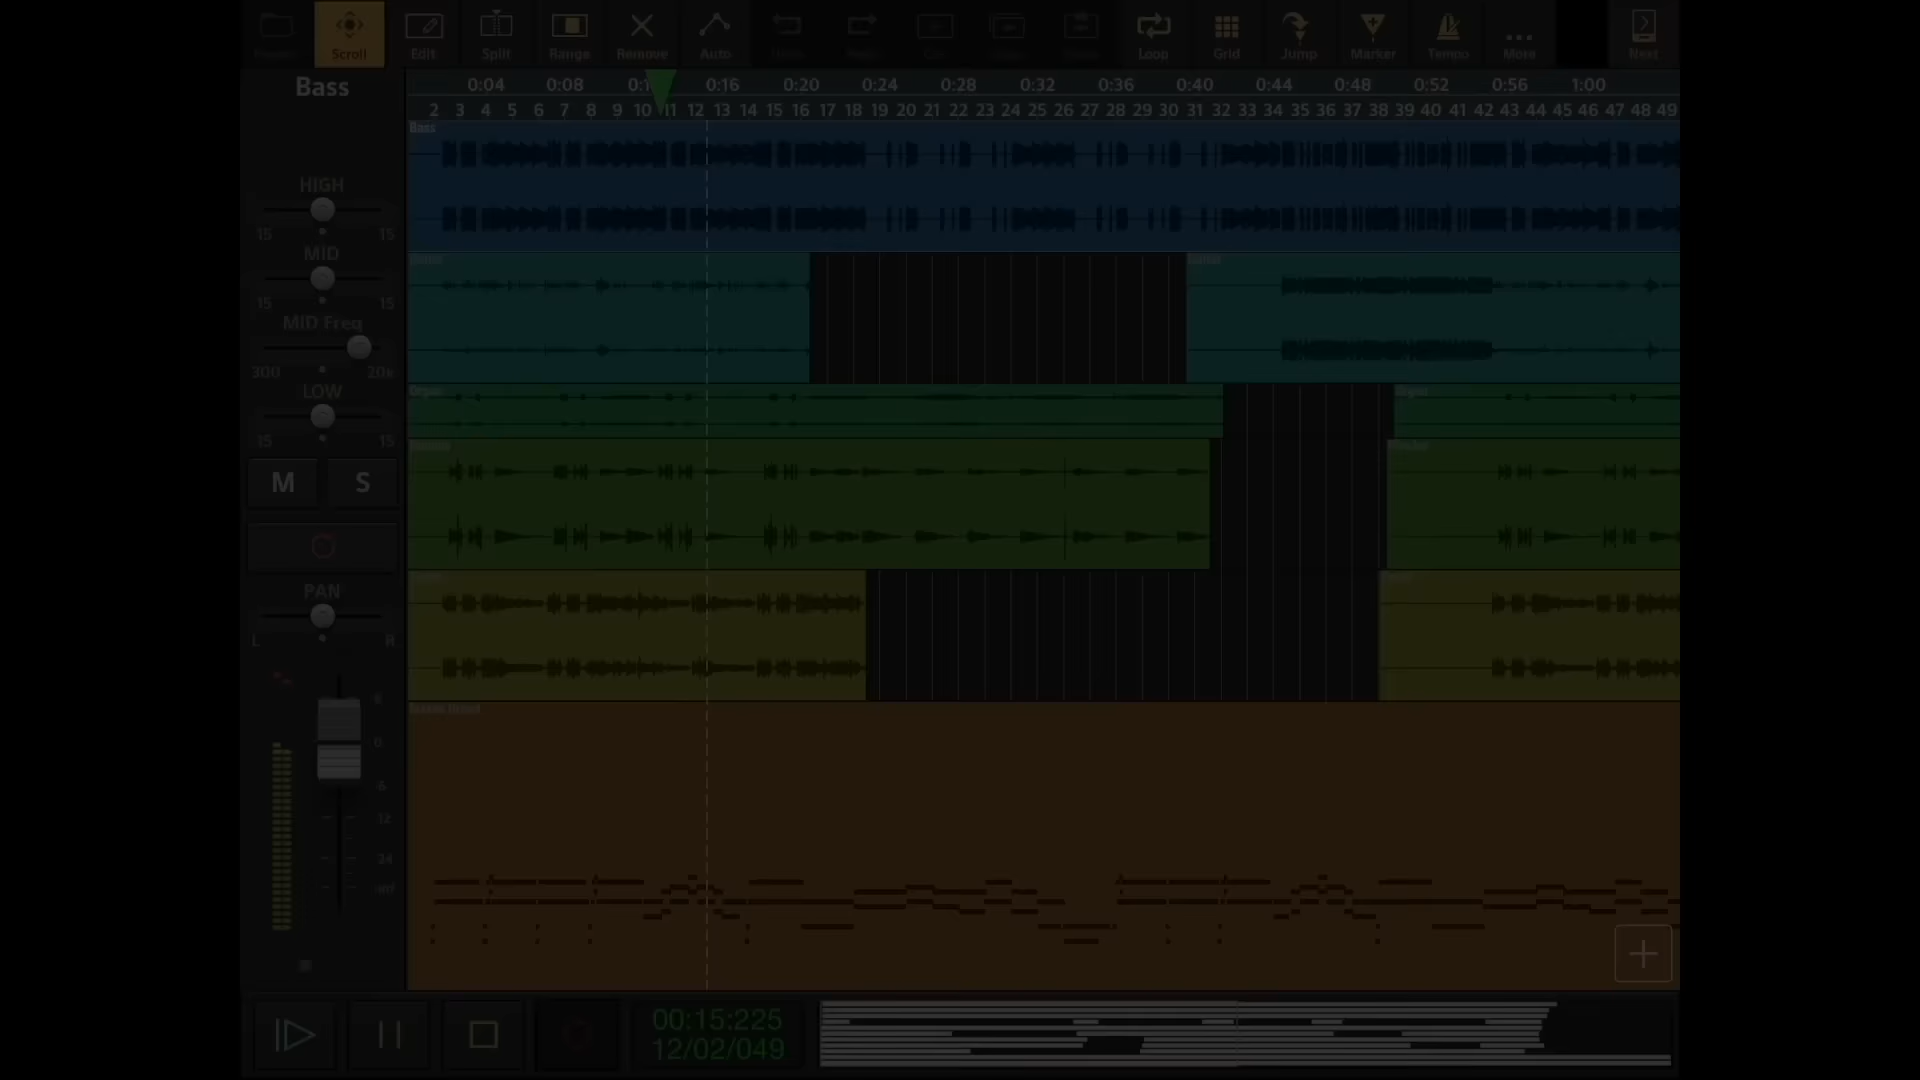 Scroll
Edit
Split
Range
Remove
Auto
Loop
Grid
Jump
Marker
Tempo
More
Next
Bass
0:04 0:08 0:16 0:20 0:24 0:28 0:32 0:36 0:40 0:44 0:48 0:52 0:56 1:00
2 3 4 5 6 7 8 9 10 11 12 13 14 15 16 17 18 19 20 21 22 23 24 25 26 27 28 29 30 31 32 33 34 35 36 37 38 39 40 41 42 43 44 45 46 47 48 49
Bass
HIGH
15 15
MID
15 15
MID Freq
300 20k
LOW
15 15
M S
PAN
L R
6
0
6
12
24
inf
00:15:225
12/02/049